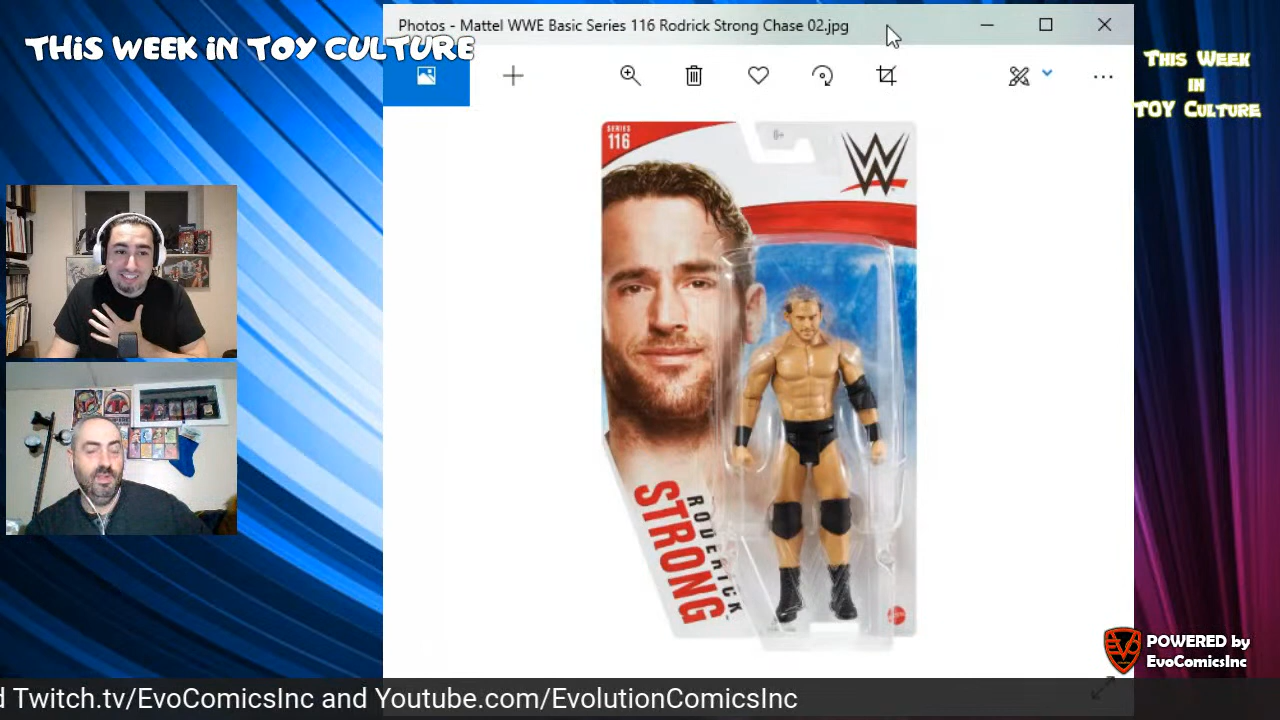 Photos - Mattel WWE Basic Series 116 Rodrick Strong Chase 02.jpg
THiS WEEK iN TOY CULTURE
This Week
in
TOY Culture
SERIES
116
6+
W
RODERICK
STRONG
POWERED by
EvoComicsInc
d Twitch.tv/EvoComicsInc and Youtube.com/EvolutionComicsInc